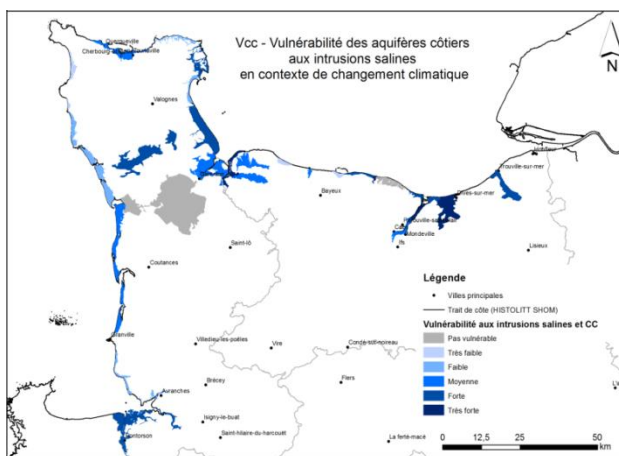 Vcc - Vulnérabilité des aquifères côtiers
aux intrusions salines
en contexte de changement climatique
N
Querqueville
Valognes
Bayeux
Trouville-sur-mer
Dives-sur-mer
Mondeville
Ifs
Lisieux
Saint-lô
Coutances
Granville
Villedieu-les-poêles
Vire
Condé-sur-noireau
Avranches
Brécey
Flers
Isigny-le-buat
Pontorson
Saint-hilaire-du-harcouët
La ferté-macé
Légende
Villes principales
Trait de côte (HISTOLITT SHOM)
Vulnérabilité aux intrusions salines et CC
Pas vulnérable
Très faible
Faible
Moyenne
Forte
Très forte
0 12,5 25 50
km